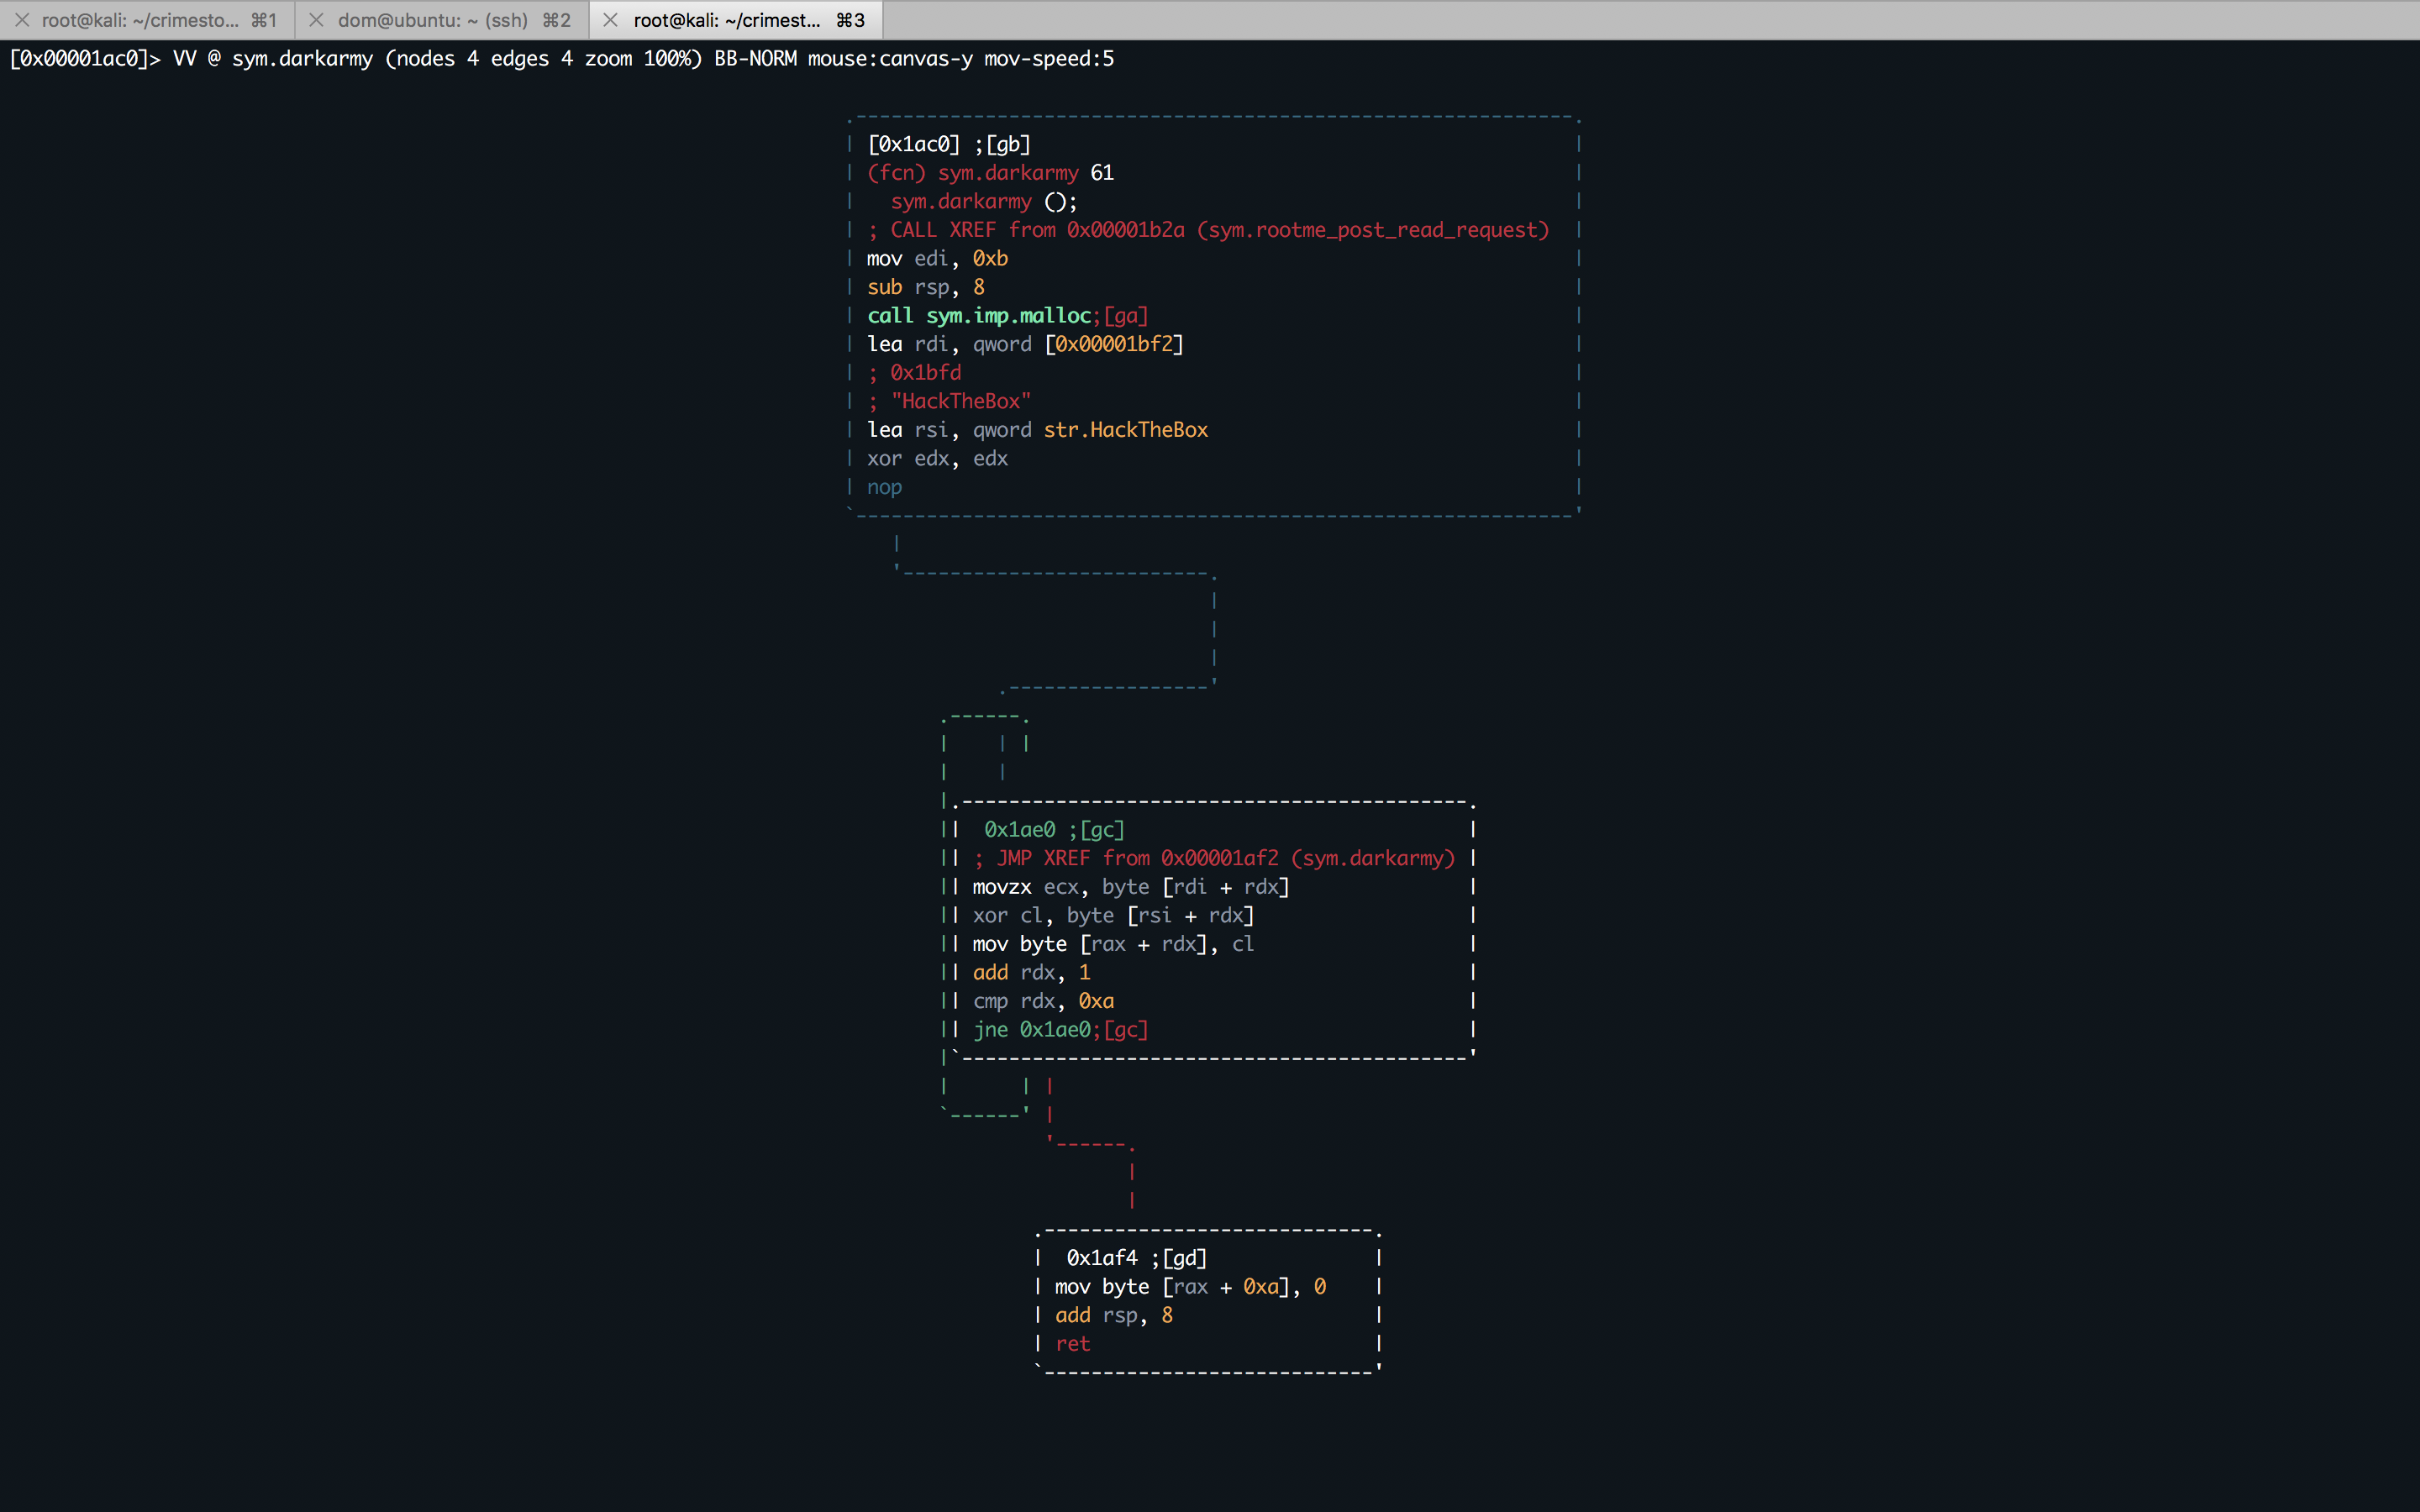 root@kali: ~/crimesto... ⌘1
dom@ubuntu: ~ (ssh) ⌘2
root@kali: ~/crimest... ⌘3
[0x00001ac0]> VV @ sym.darkarmy (nodes 4 edges 4 zoom 100%) BB-NORM mouse:canvas-y mov-speed:5
[0x1ac0] ;[gb]
(fcn) sym.darkarmy 61
sym.darkarmy ();
; CALL XREF from 0x00001b2a (sym.rootme_post_read_request)
mov edi, 0xb
sub rsp, 8
call sym.imp.malloc;[ga]
lea rdi, qword [0x00001bf2]
; 0x1bfd
; "HackTheBox"
lea rsi, qword str.HackTheBox
xor edx, edx
nop
0x1ae0 ;[gc]
; JMP XREF from 0x00001af2 (sym.darkarmy)
movzx ecx, byte [rdi + rdx]
xor cl, byte [rsi + rdx]
mov byte [rax + rdx], cl
add rdx, 1
cmp rdx, 0xa
jne 0x1ae0;[gc]
0x1af4 ;[gd]
mov byte [rax + 0xa], 0
add rsp, 8
ret